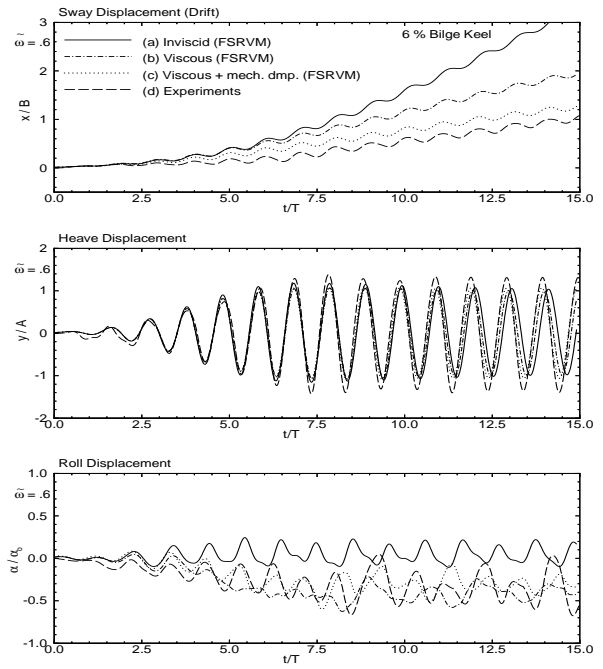 Sway Displacement (Drift)
ω̃ = .6
3
6 % Bilge Keel
(a) Inviscid (FSRVM)
(b) Viscous (FSRVM)
(c) Viscous + mech. dmp. (FSRVM)
(d) Experiments
2
x / B
1
0
0.0 2.5 5.0 7.5 10.0 12.5 15.0
t/T
Heave Displacement
ω̃ = .6
2
1
y / A
0
-1
-2
0.0 2.5 5.0 7.5 10.0 12.5 15.0
t/T
Roll Displacement
ω̃ = .6
1.0
0.5
α / α₀
0.0
-0.5
-1.0
0.0 2.5 5.0 7.5 10.0 12.5 15.0
t/T